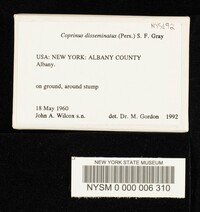 Coprinus disseminatus (Pers.) S. F. Gray
USA: NEW YORK: ALBANY COUNTY
Albany.
on ground, around stump
18 May 1960
John A. Wilcox s.n. det. Dr. M. Gordon 1992
NEW YORK STATE MUSEUM
NYSM 0 000 006 310